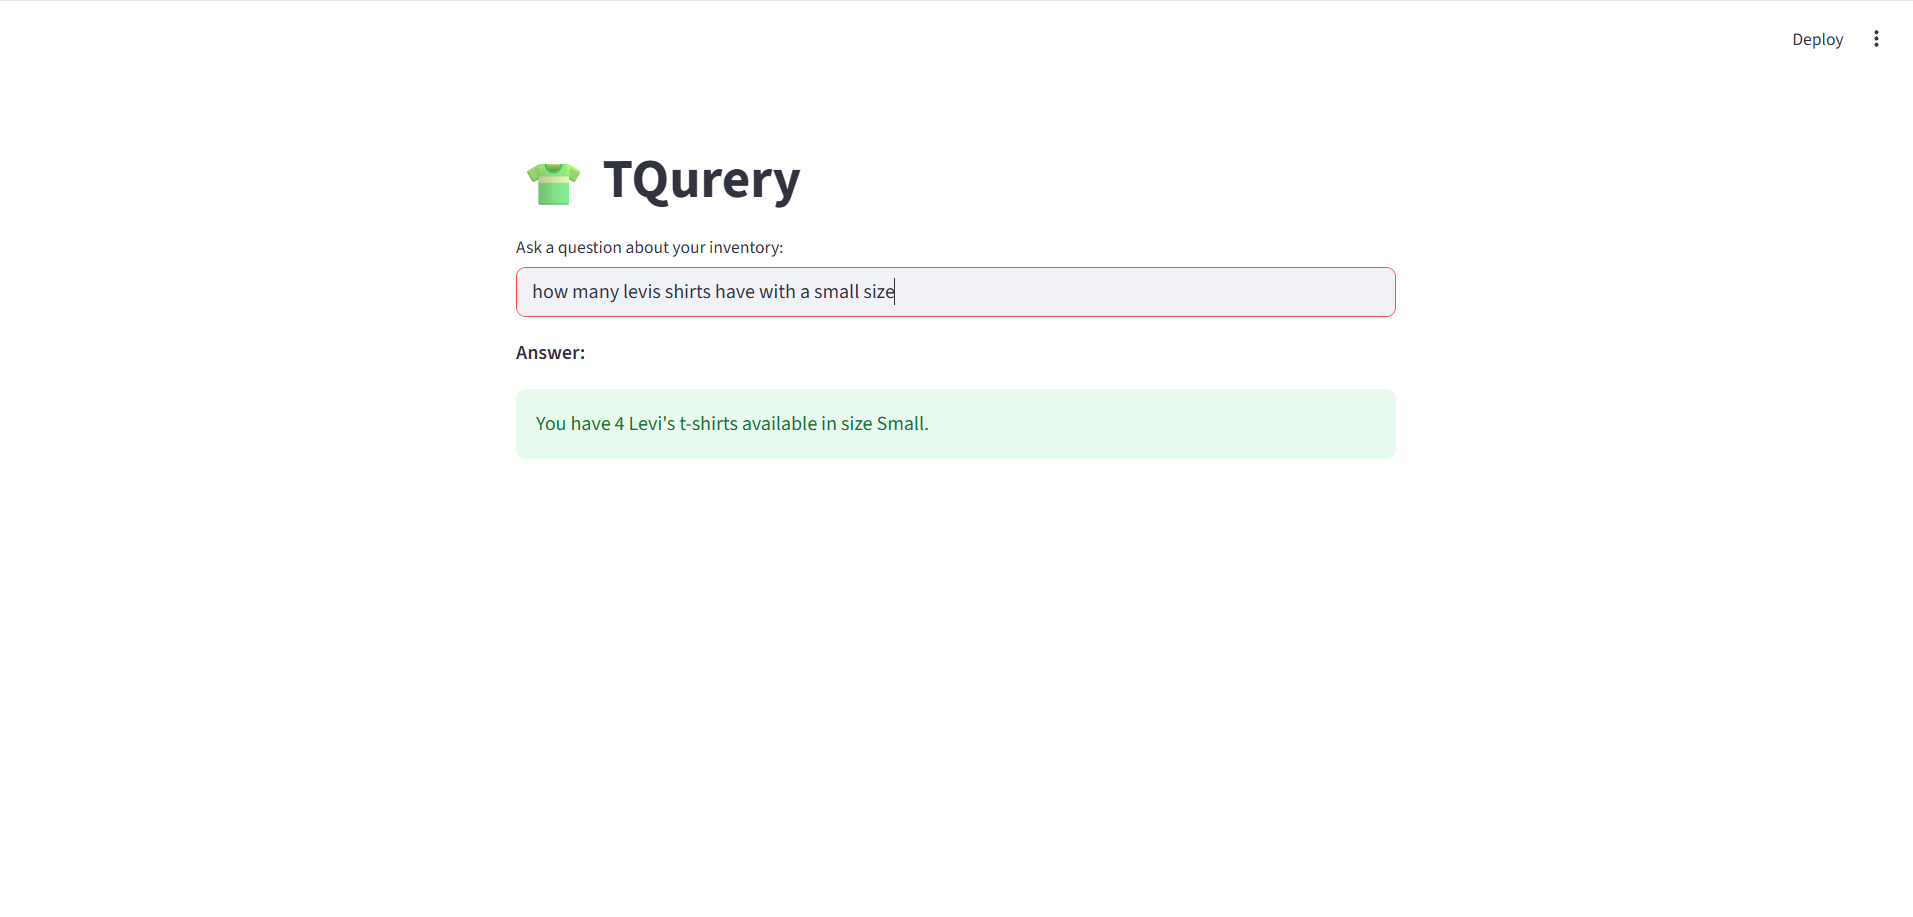 Deploy
TQurery
Ask a question about your inventory:
how many levis shirts have with a small size
Answer:
You have 4 Levi's t-shirts available in size Small.